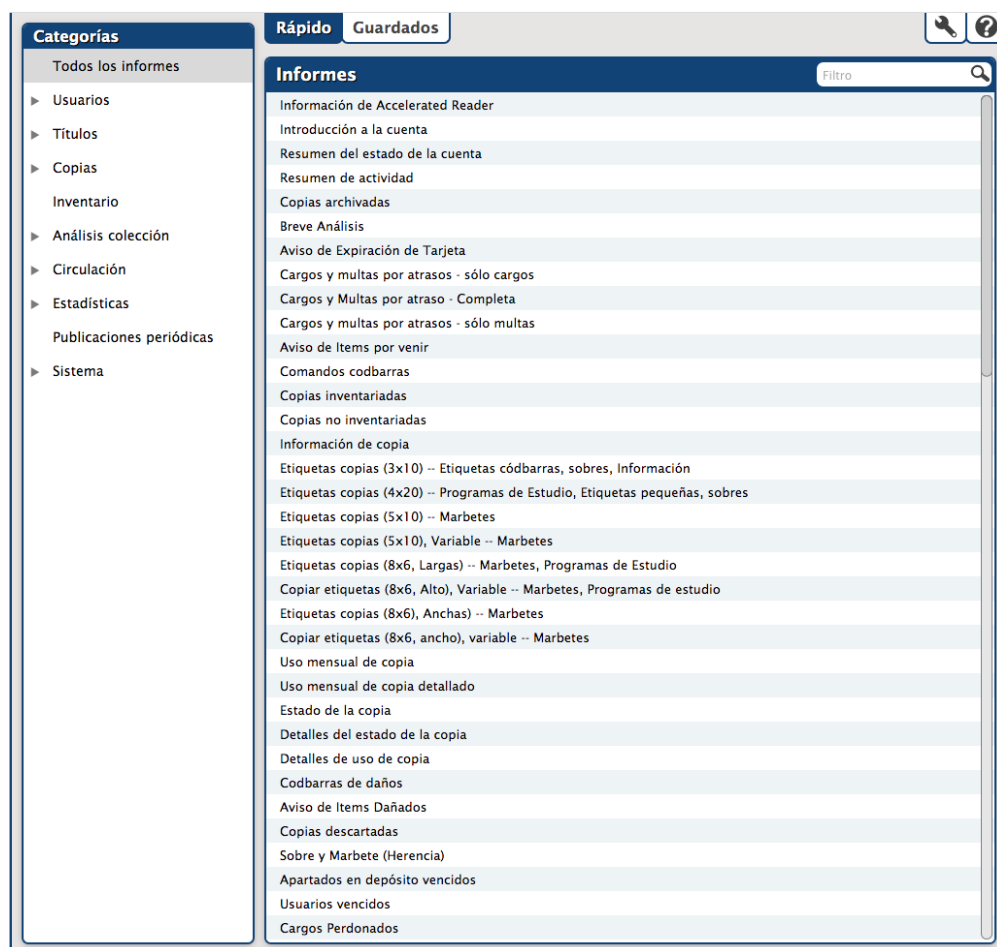 Categorías
Todos los informes
Usuarios
Títulos
Copias
Inventario
Análisis colección
Circulación
Estadísticas
Publicaciones periódicas
Sistema
Rápido
Guardados
Informes
Filtro
Información de Accelerated Reader
Introducción a la cuenta
Resumen del estado de la cuenta
Resumen de actividad
Copias archivadas
Breve Análisis
Aviso de Expiración de Tarjeta
Cargos y multas por atrasos - sólo cargos
Cargos y Multas por atraso - Completa
Cargos y multas por atrasos - sólo multas
Aviso de Items por venir
Comandos codbarras
Copias inventariadas
Copias no inventariadas
Información de copia
Etiquetas copias (3x10) -- Etiquetas códbarras, sobres, Información
Etiquetas copias (4x20) -- Programas de Estudio, Etiquetas pequeñas, sobres
Etiquetas copias (5x10) -- Marbetes
Etiquetas copias (5x10), Variable -- Marbetes
Etiquetas copias (8x6, Largas) -- Marbetes, Programas de Estudio
Copiar etiquetas (8x6, Alto), Variable -- Marbetes, Programas de estudio
Etiquetas copias (8x6), Anchas) -- Marbetes
Copiar etiquetas (8x6, ancho), variable -- Marbetes
Uso mensual de copia
Uso mensual de copia detallado
Estado de la copia
Detalles del estado de la copia
Detalles de uso de copia
Codbarras de daños
Aviso de Items Dañados
Copias descartadas
Sobre y Marbete (Herencia)
Apartados en depósito vencidos
Usuarios vencidos
Cargos Perdonados